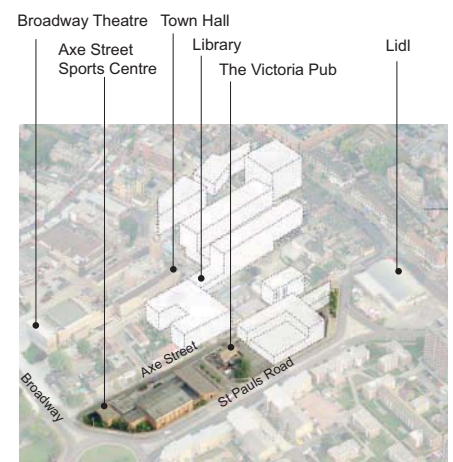 Broadway Theatre
Town Hall
Axe Street
Sports Centre
Library
The Victoria Pub
Lidl
Axe Street
St Pauls Road
Broadway